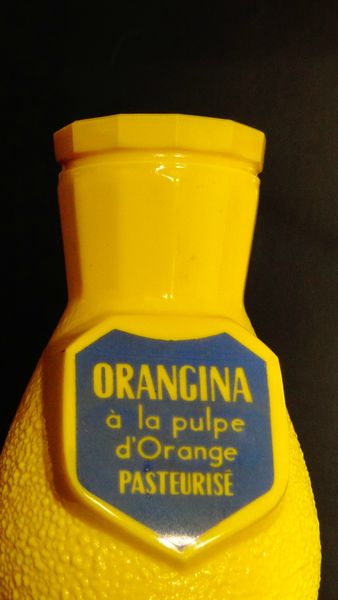 ORANGINA
à la pulpe
d'Orange
PASTEURISÉ